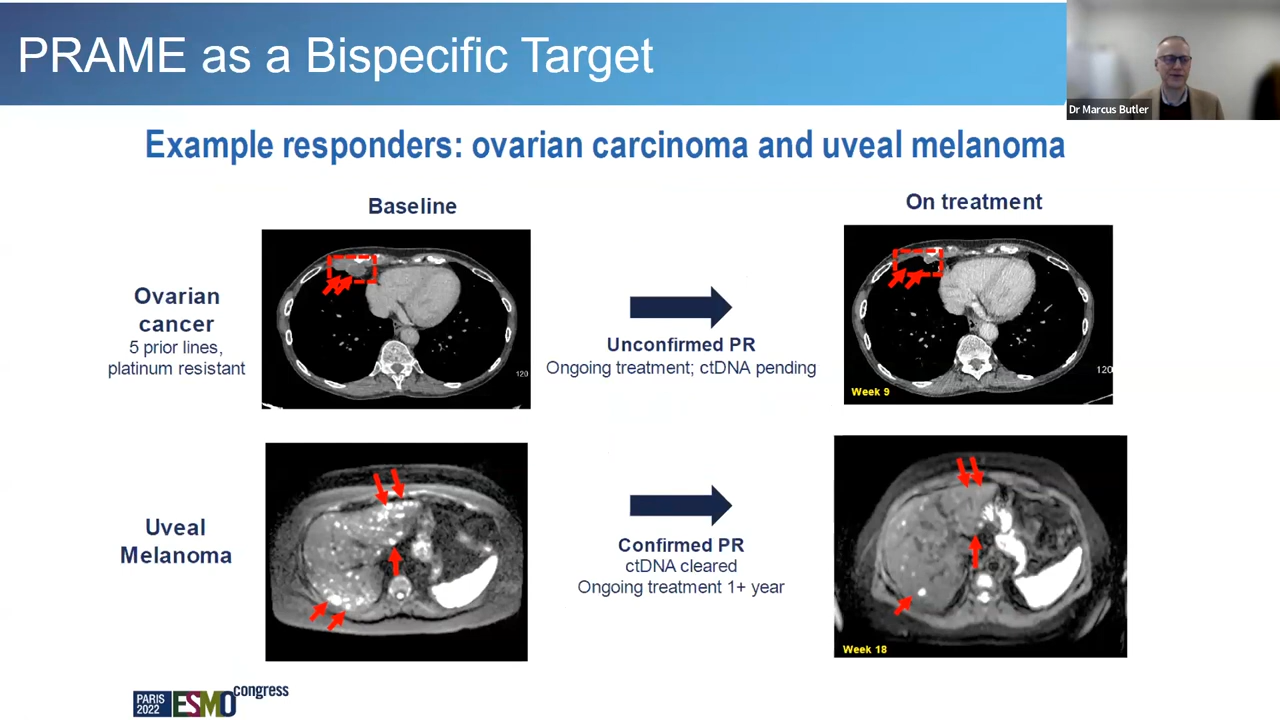 PRAME as a Bispecific Target
Dr Marcus Butler
Example responders: ovarian carcinoma and uveal melanoma
Baseline
On treatment
Ovarian
cancer
5 prior lines,
platinum resistant
120
Unconfirmed PR
Ongoing treatment; ctDNA pending
Week 9
120
Uveal
Melanoma
Confirmed PR
ctDNA cleared
Ongoing treatment 1+ year
Week 18
PARIS
2022
ESMO
congress